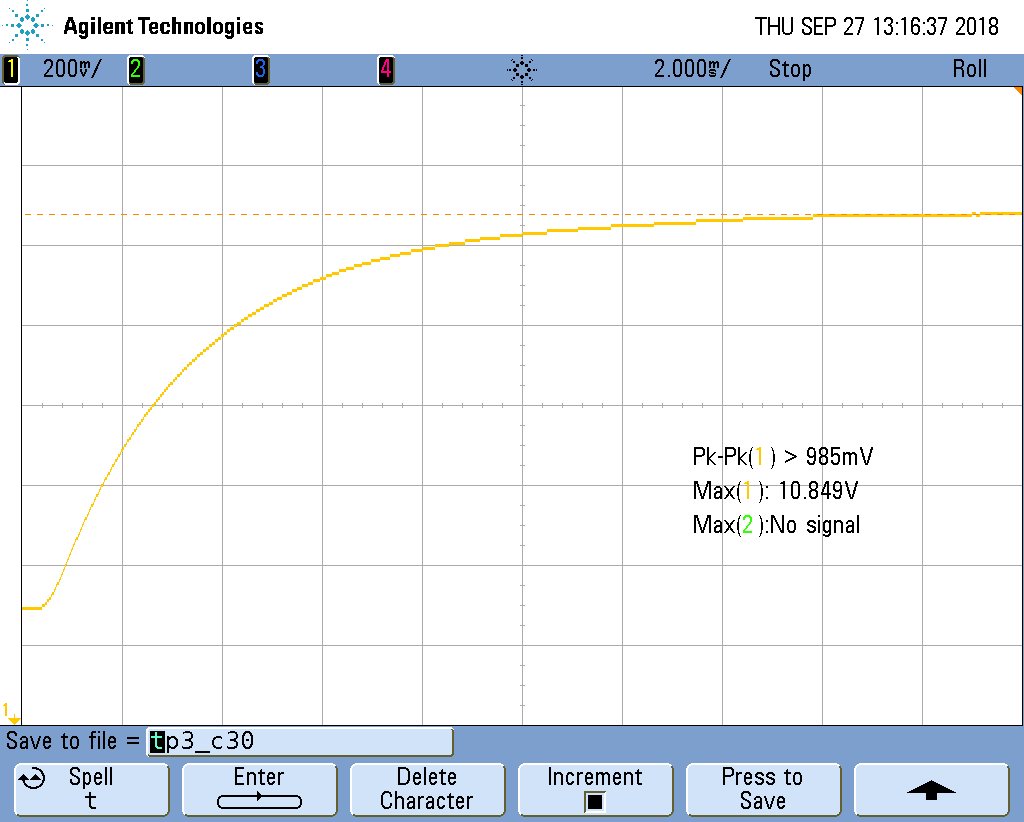 Agilent Technologies THU SEP 27 13:16:37 2018
1 200mV/ 2 3 4 2.000ms/ Stop Roll
Pk-Pk(1) > 985mV
Max(1): 10.849V
Max(2):No signal
1
Save to file = tp3_c30
Spell Enter Delete Increment Press to
t Character Save